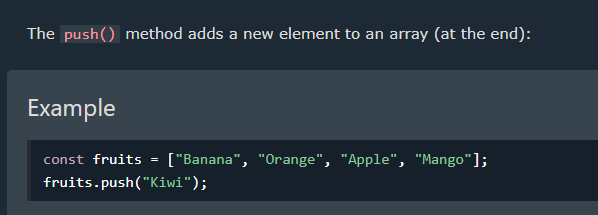 The push() method adds a new element to an array (at the end):
Example
const fruits = ["Banana", "Orange", "Apple", "Mango"];
fruits.push("Kiwi");